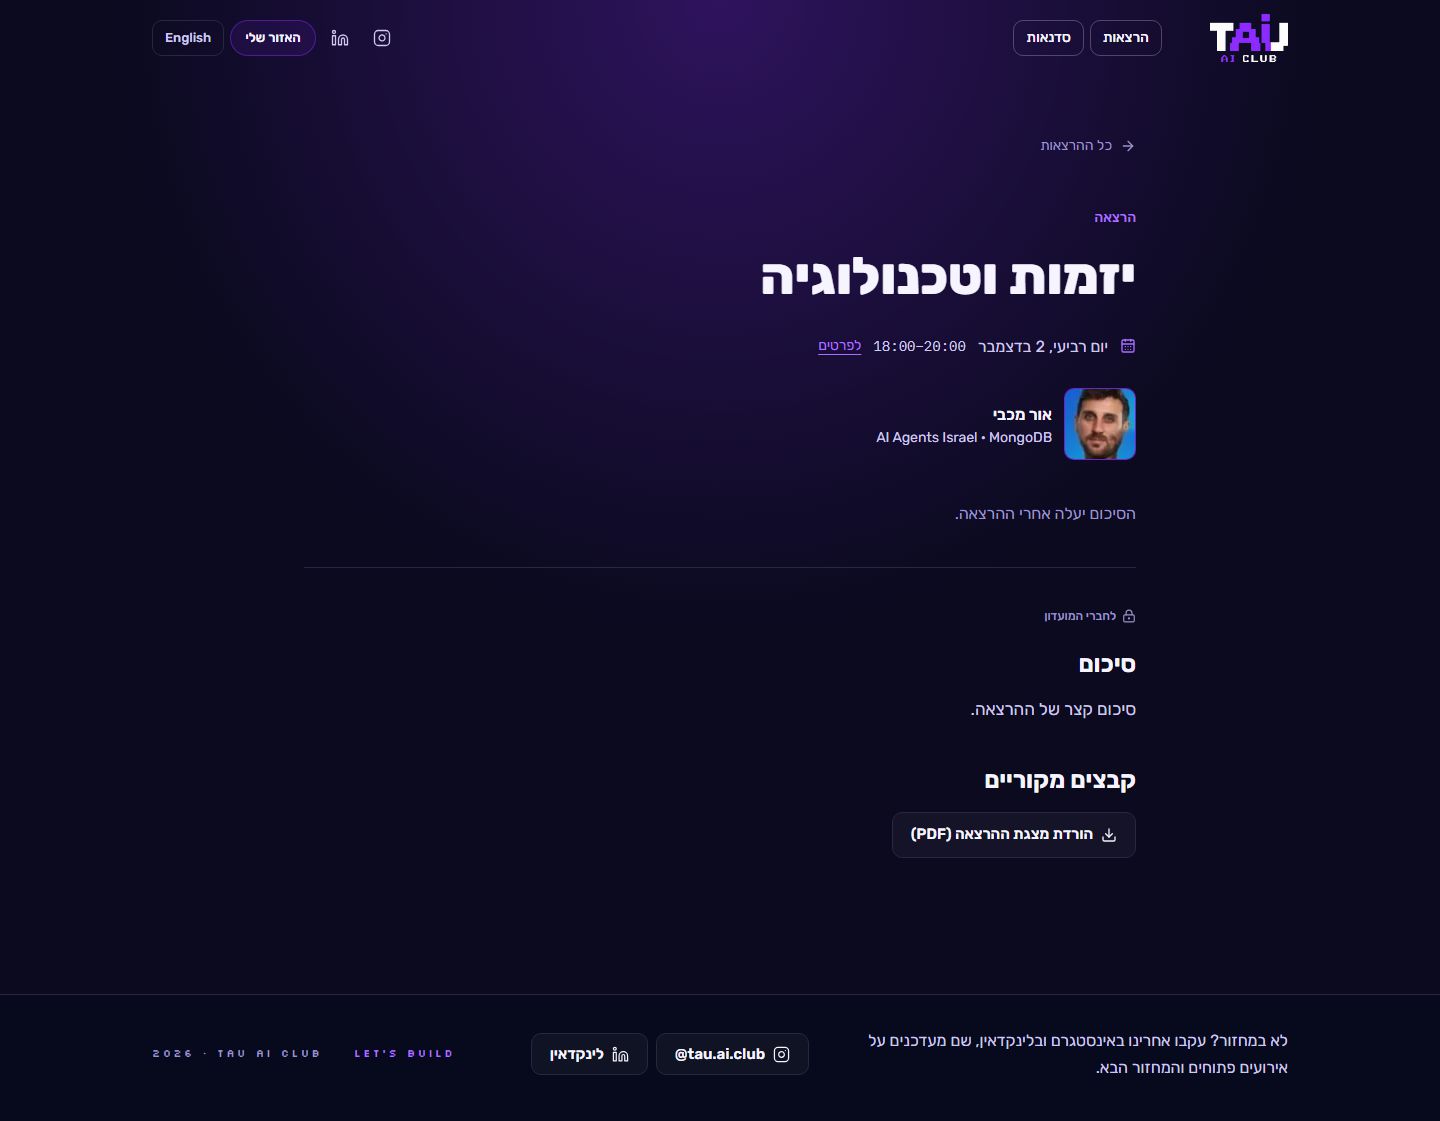 TAU
AI CLUB
הרצאות
סדנאות
האזור שלי
English
כל ההרצאות
הרצאה
יזמות וטכנולוגיה
יום רביעי, 2 בדצמבר 18:00–20:00 לפרטים
אור מכבי
AI Agents Israel • MongoDB
הסיכום יעלה אחרי ההרצאה.
לחברי המועדון
סיכום
סיכום קצר של ההרצאה.
קבצים מקוריים
הורדת מצגת ההרצאה (PDF)
לא במחזור? עקבו אחרינו באינסטגרם ובלינקדאין, שם מעדכנים על
אירועים פתוחים והמחזור הבא.
@tau.ai.club
לינקדאין
LET'S BUILD
2026 · TAU AI CLUB